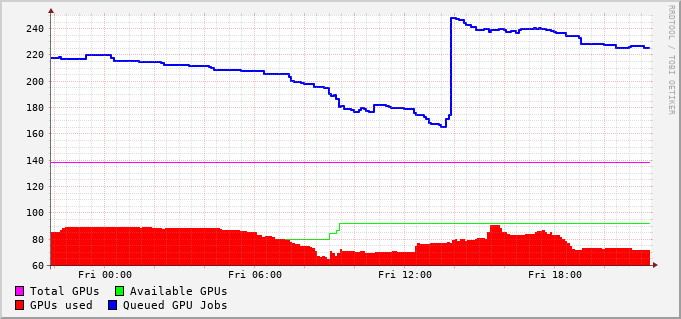 240
220
200
180
160
140
120
100
80
60
Fri 00:00 Fri 06:00 Fri 12:00 Fri 18:00
Total GPUs Available GPUs
GPUs used Queued GPU Jobs
RRDTOOL / TOBI OETIKER